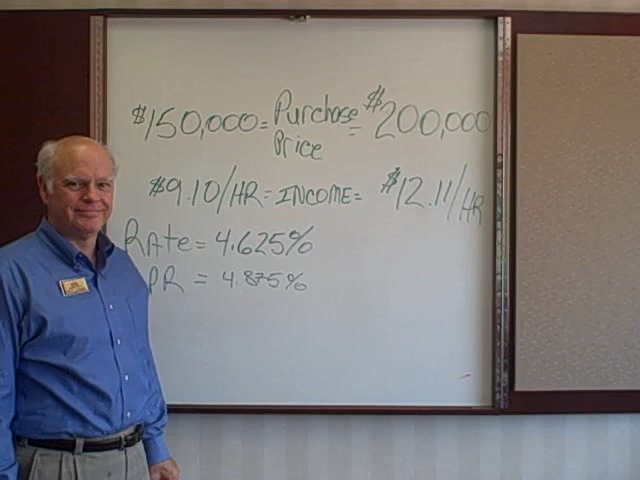 $150,000 = Purchase Price = $200,000
$9.10/HR = INCOME = $12.11/HR
RAte = 4.625%
PR = 4.875%